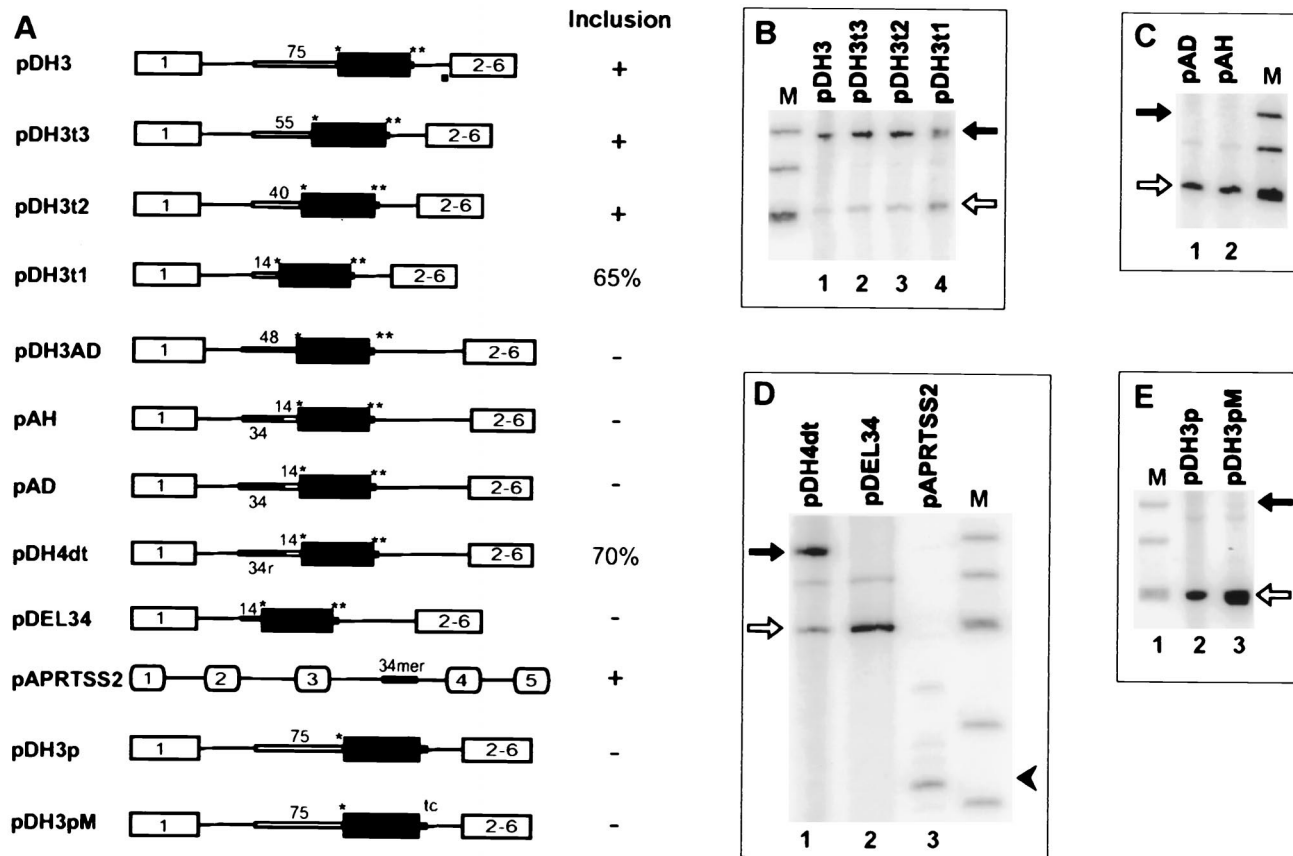 A
Inclusion
pDH3 1 75 * ** 2-6 +
pDH3t3 1 55 * ** 2-6 +
pDH3t2 1 40 * ** 2-6 +
pDH3t1 1 14 * ** 2-6 65%
pDH3AD 1 48 * ** 2-6 -
pAH 1 14 * ** 34 2-6 -
pAD 1 14 * ** 34 2-6 -
pDH4dt 1 14 * ** 34r 2-6 70%
pDEL34 1 14 * ** 2-6 -
pAPRTSS2 1 2 3 34mer 4 5 +
pDH3p 1 75 * 2-6 -
pDH3pM 1 75 * tc 2-6 -
B
M pDH3 pDH3t3 pDH3t2 pDH3t1
1 2 3 4
C
pAD pAH M
1 2
D
pDH4dt pDEL34 pAPRTSS2 M
1 2 3
E
M pDH3p pDH3pM
1 2 3